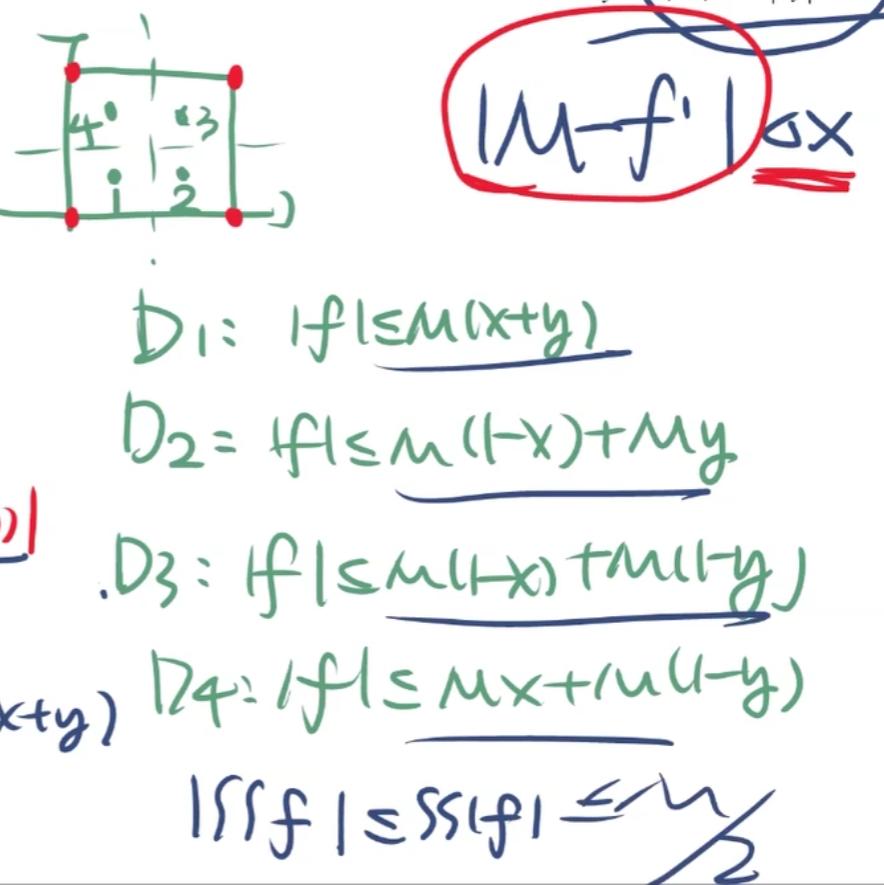 |M-f'|△x
4 3
1 2
D1: |f|≤M(x+y)
D2= |f|≤M(1-x)+My
)|
D3: |f|≤M(1-x)+M(1-y)
D4: |f|≤Mx+M(1-y)
x+y)
|∫∫f|≤∫∫|f|≤M/2